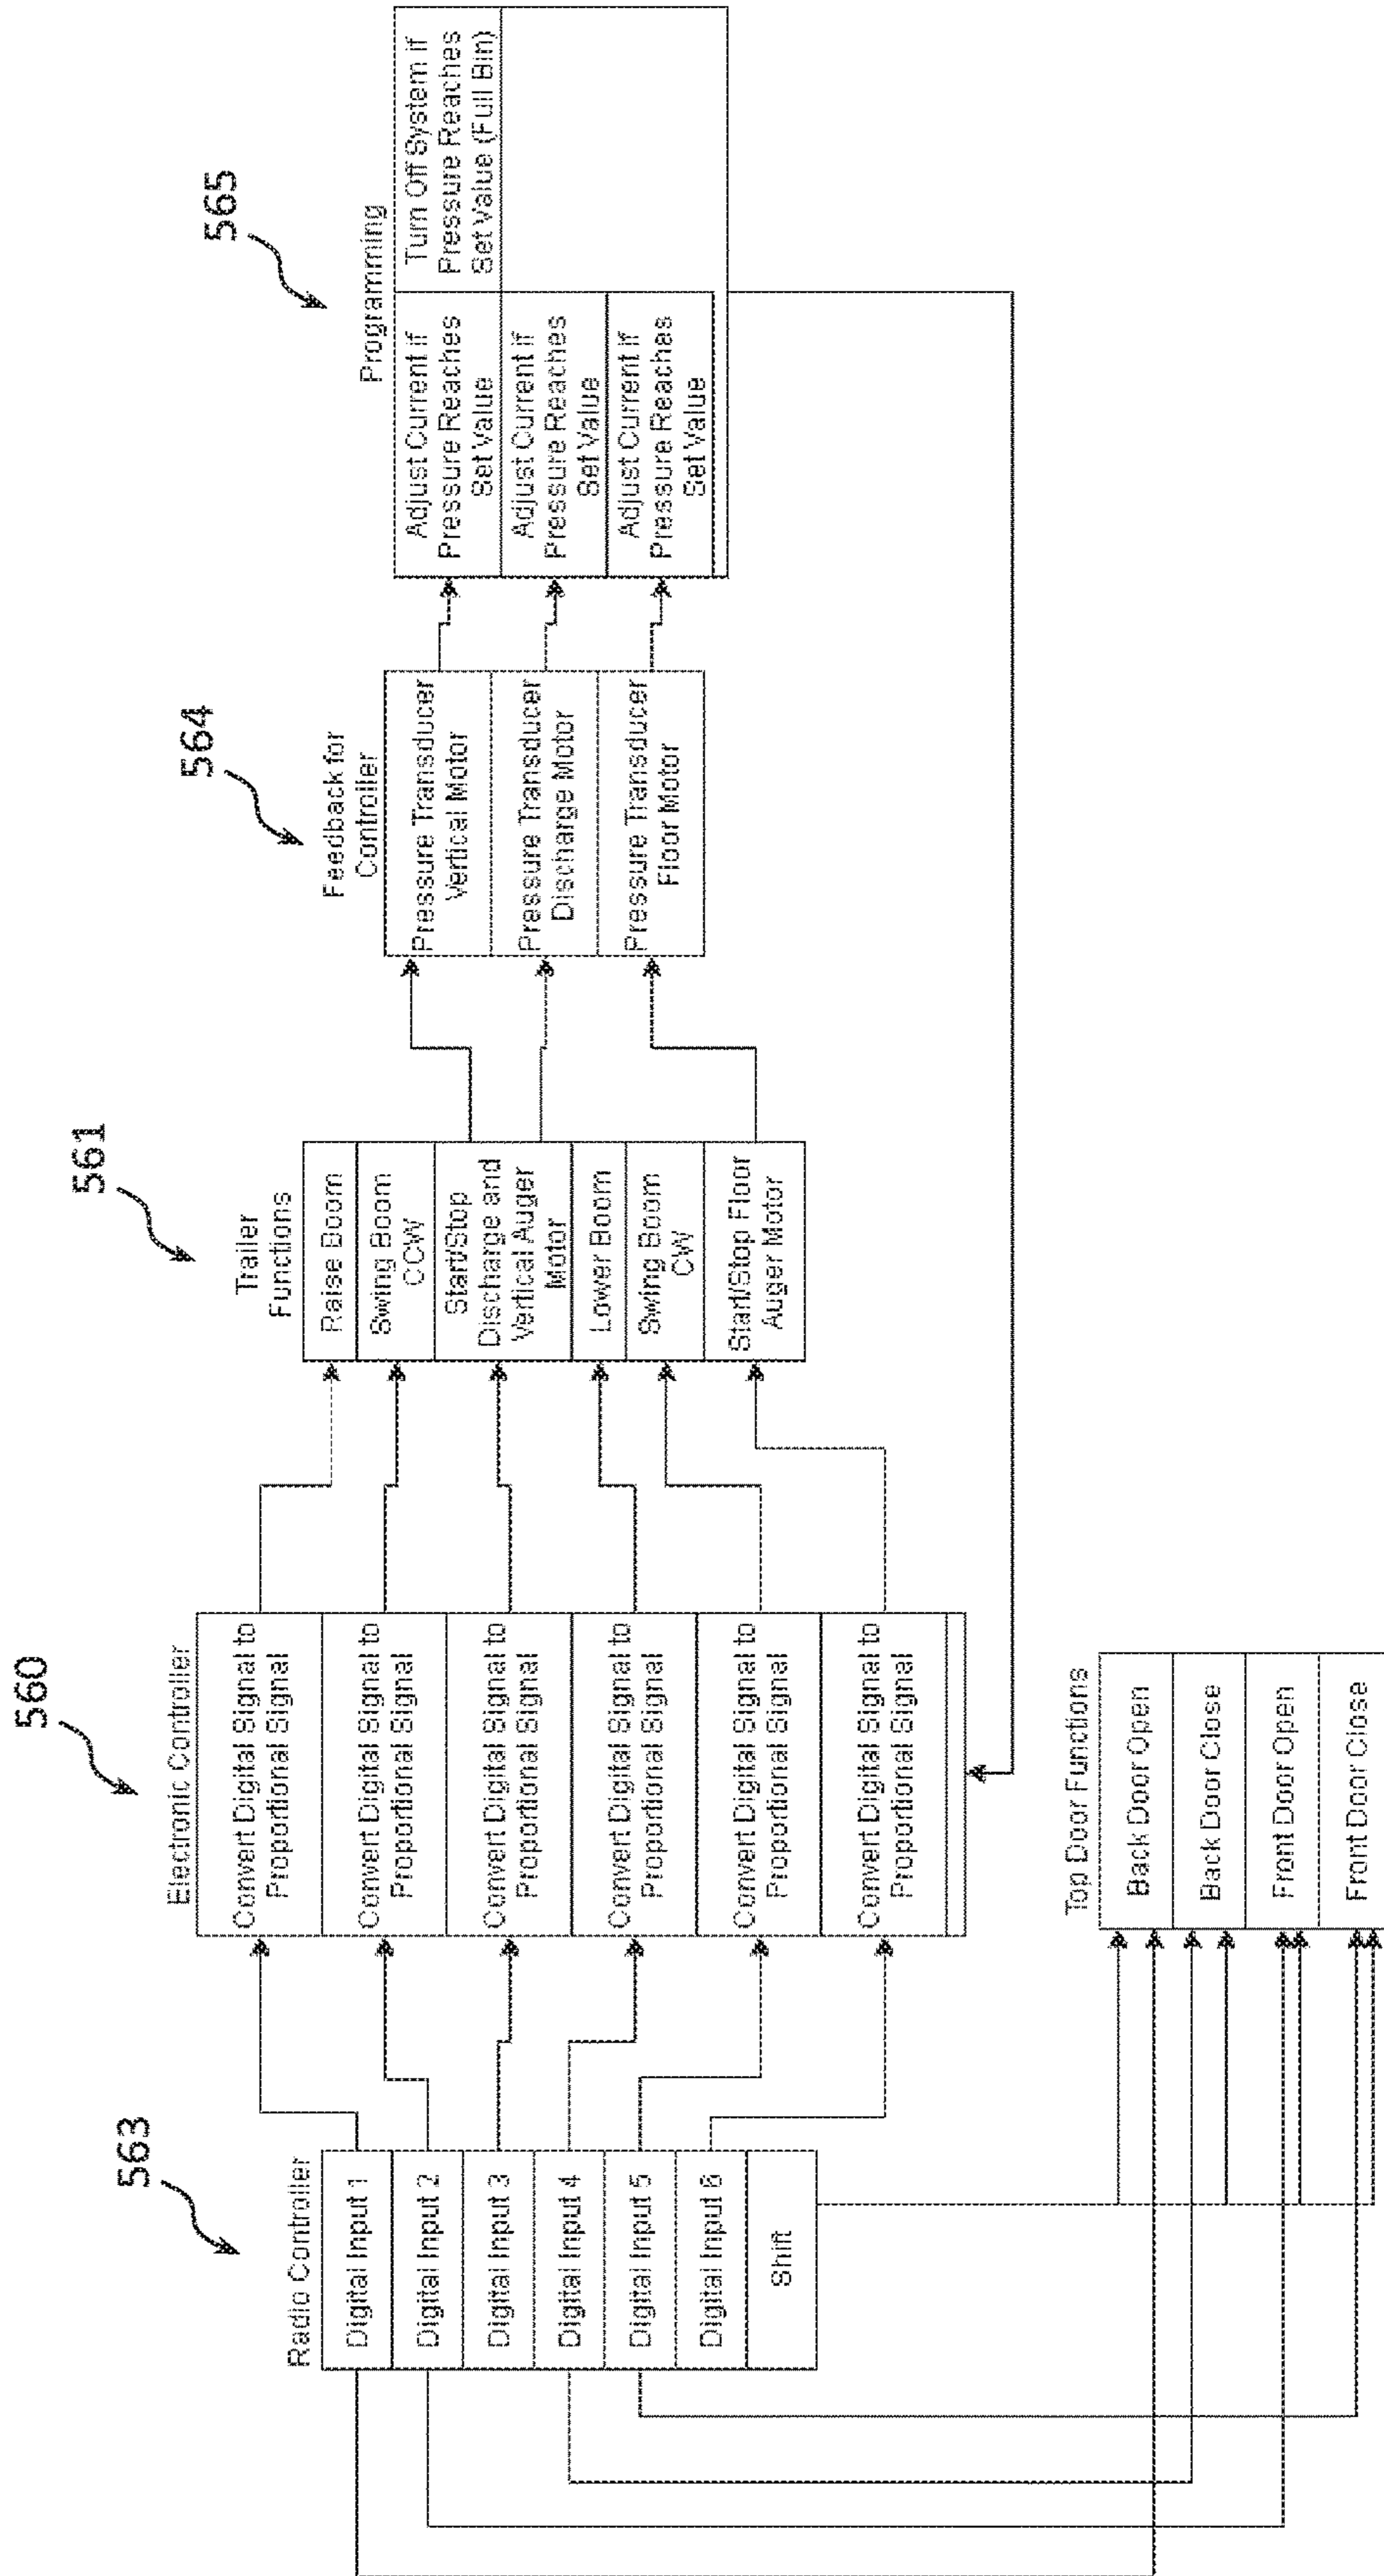 563
Radio Controller
Digital Input 1
Digital Input 2
Digital Input 3
Digital Input 4
Digital Input 5
Digital Input 6
Shift
560
Electronic Controller
Convert Digital Signal to
Proportional Signal
Convert Digital Signal to
Proportional Signal
Convert Digital Signal to
Proportional Signal
Convert Digital Signal to
Proportional Signal
Convert Digital Signal to
Proportional Signal
Convert Digital Signal to
Proportional Signal
Top Door Functions
Back Door Open
Back Door Close
Front Door Open
Front Door Close
561
Trailer
Functions
Raise Boom
Swing Boom
CCW
Start/Stop
Discharge and
Vertical Auger
Motor
Lower Boom
Swing Boom
CW
Start/Stop Floor
Auger Motor
564
Feedback for
Controller
Pressure Transducer
Vertical Motor
Pressure Transducer
Discharge Motor
Pressure Transducer
Floor Motor
565
Programming
Adjust Current if
Pressure Reaches
Set Value
Adjust Current if
Pressure Reaches
Set Value
Adjust Current if
Pressure Reaches
Set Value
Turn Off System if
Pressure Reaches
Set Value (Full Bin)